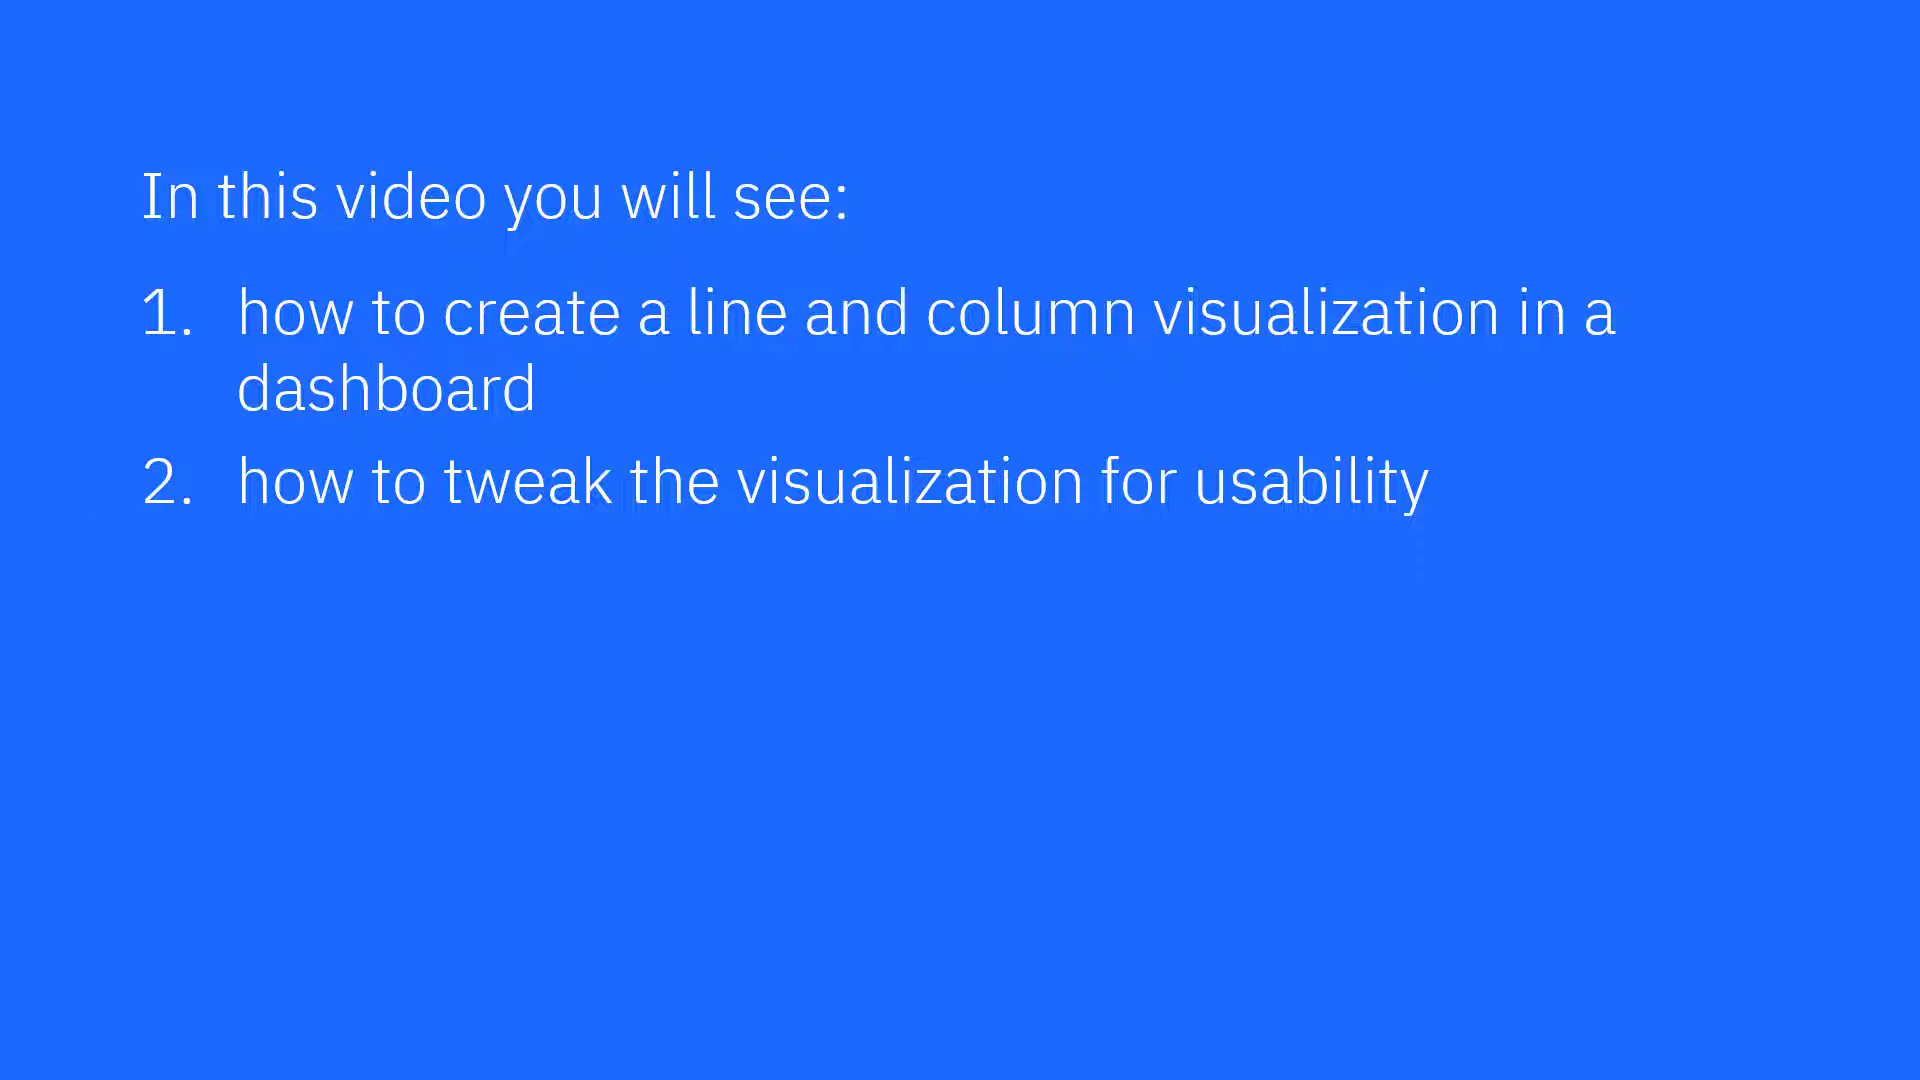 In this video you will see:
1. how to create a line and column visualization in a
dashboard
2. how to tweak the visualization for usability